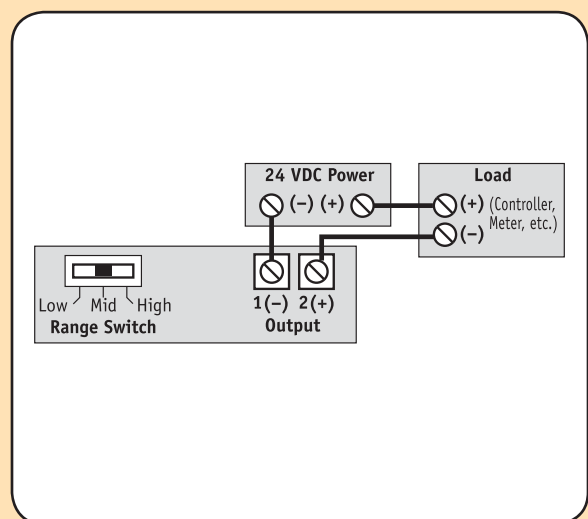 24 VDC Power
(−) (+)
Load
(+) (Controller,
Meter, etc.)
(−)
Low Mid High
Range Switch
1(−) 2(+)
Output